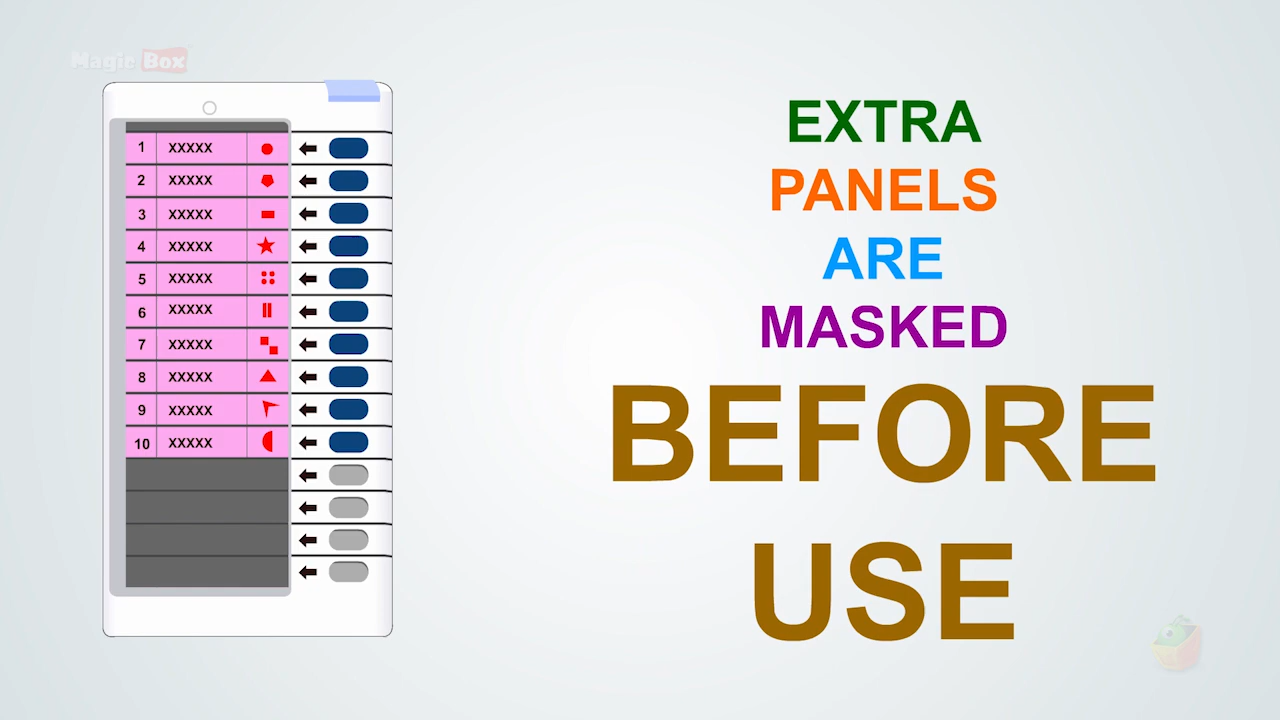 Magic Box
1 XXXXX
2 XXXXX
3 XXXXX
4 XXXXX
5 XXXXX
6 XXXXX
7 XXXXX
8 XXXXX
9 XXXXX
10 XXXXX
EXTRA
PANELS
ARE
MASKED
BEFORE
USE